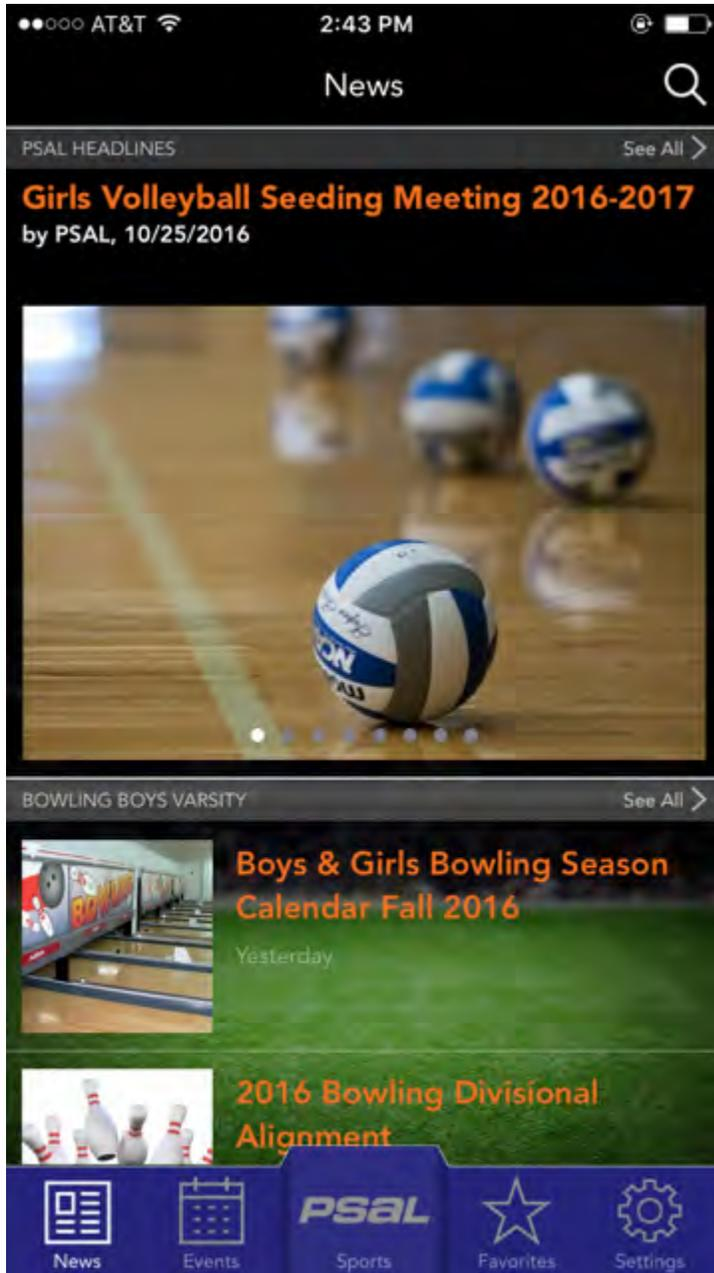 AT&T
2:43 PM
News
PSAL HEADLINES
See All
Girls Volleyball Seeding Meeting 2016-2017
by PSAL, 10/25/2016
BOWLING BOYS VARSITY
See All
BOWLING
Boys & Girls Bowling Season
Calendar Fall 2016
Yesterday
2016 Bowling Divisional
Alignment
News
Events
PSAL
Sports
Favorites
Settings